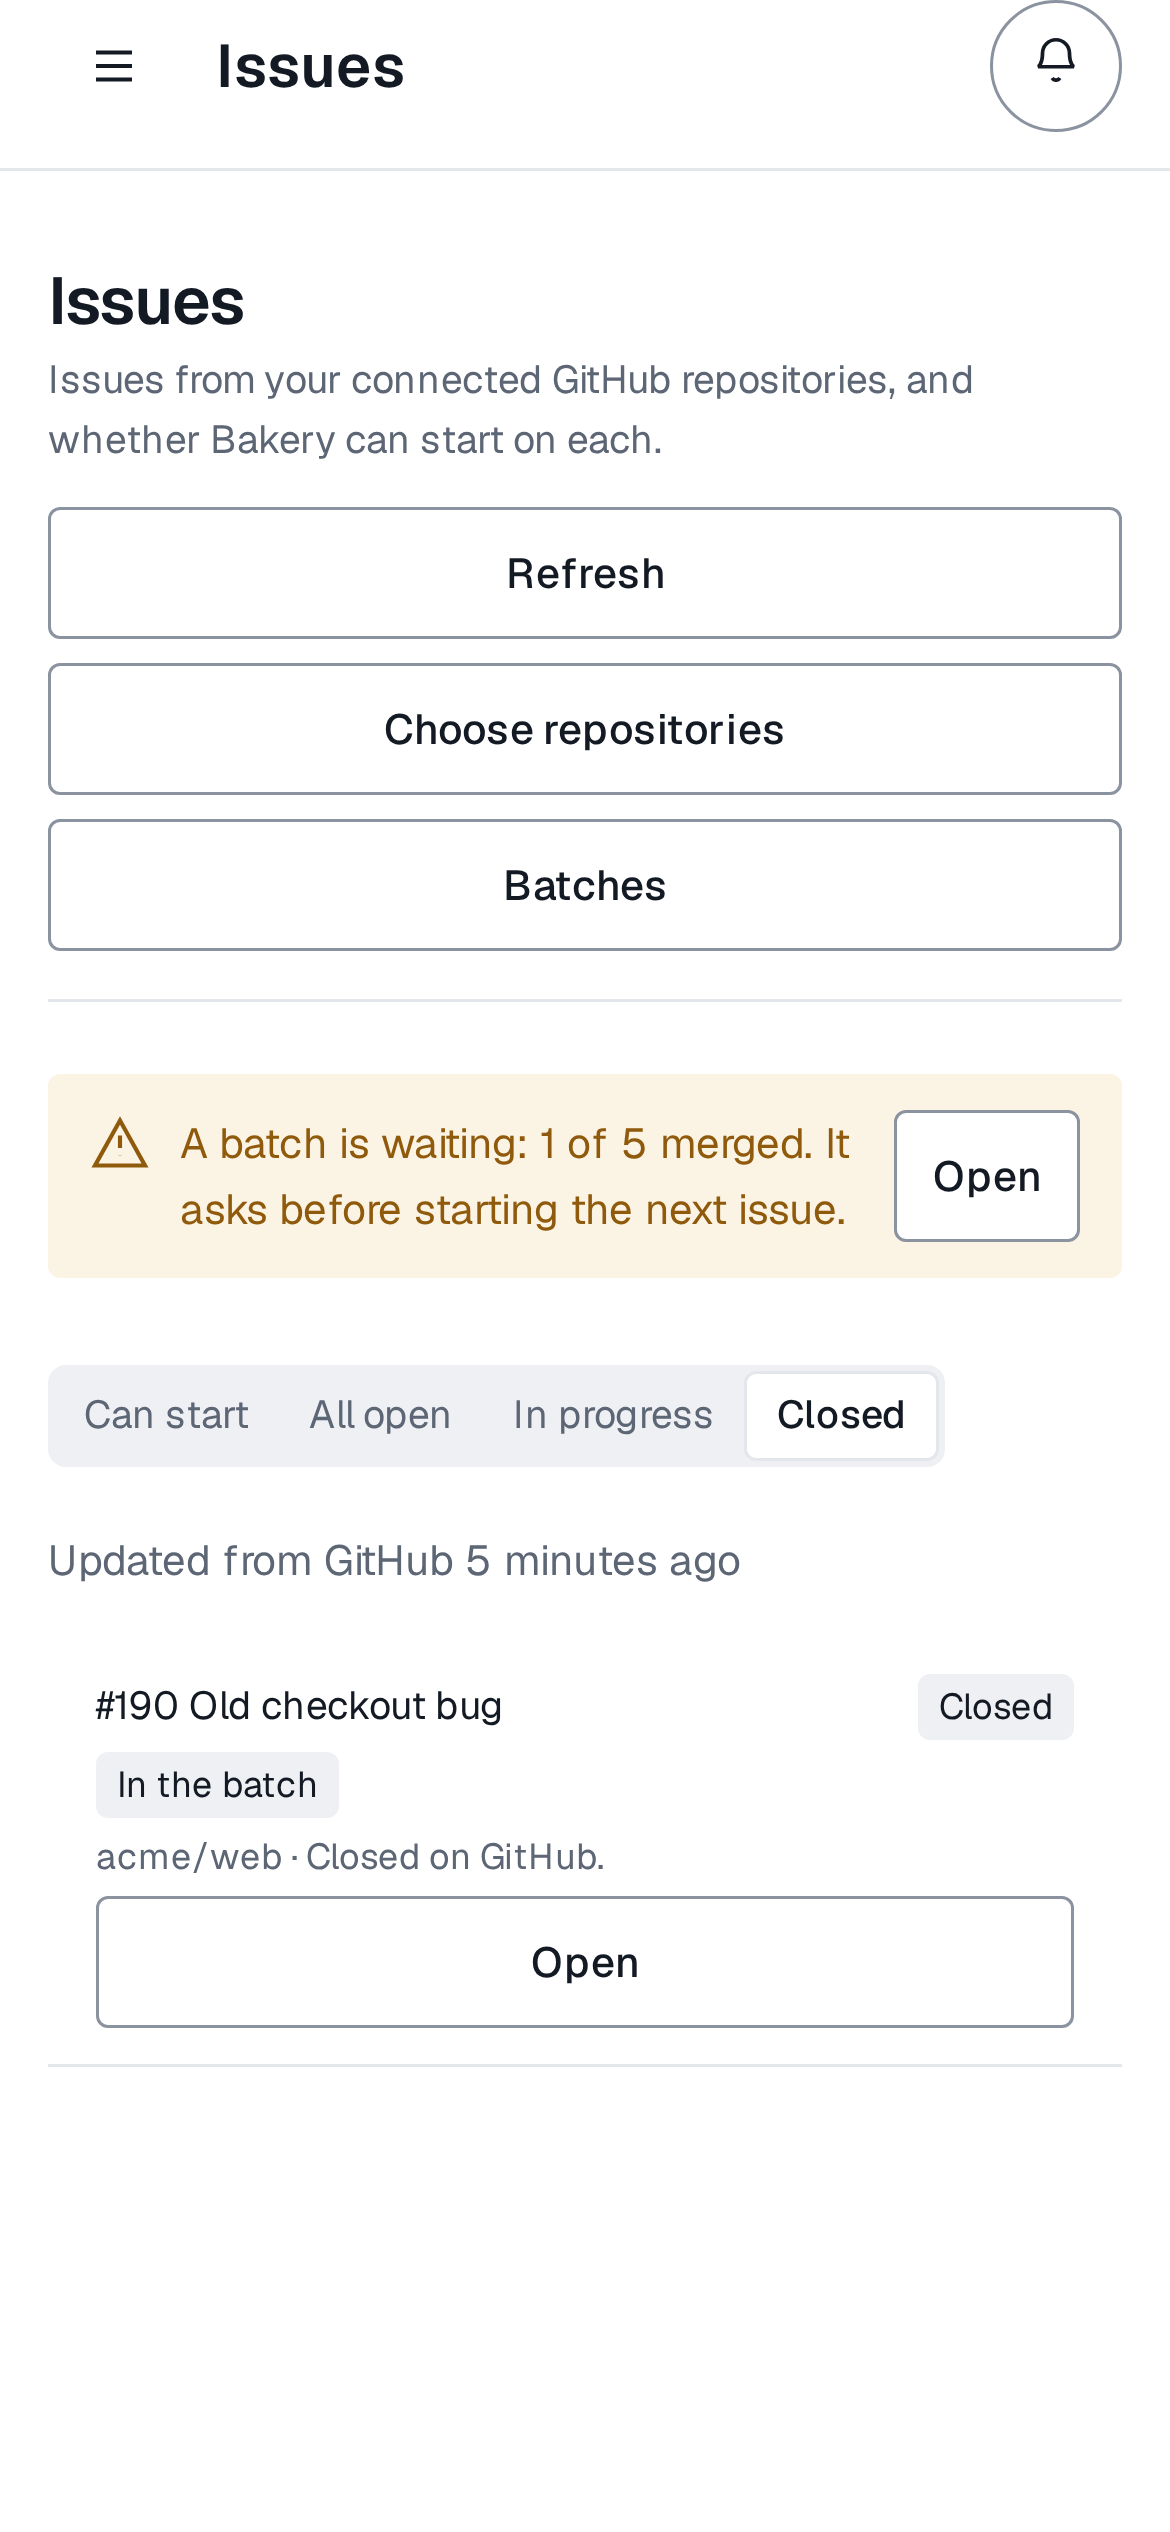 Issues
Issues
Issues from your connected GitHub repositories, and
whether Bakery can start on each.
Refresh
Choose repositories
Batches
A batch is waiting: 1 of 5 merged. It
asks before starting the next issue.
Open
Can start All open In progress Closed
Updated from GitHub 5 minutes ago
#190 Old checkout bug Closed
In the batch
acme/web · Closed on GitHub.
Open